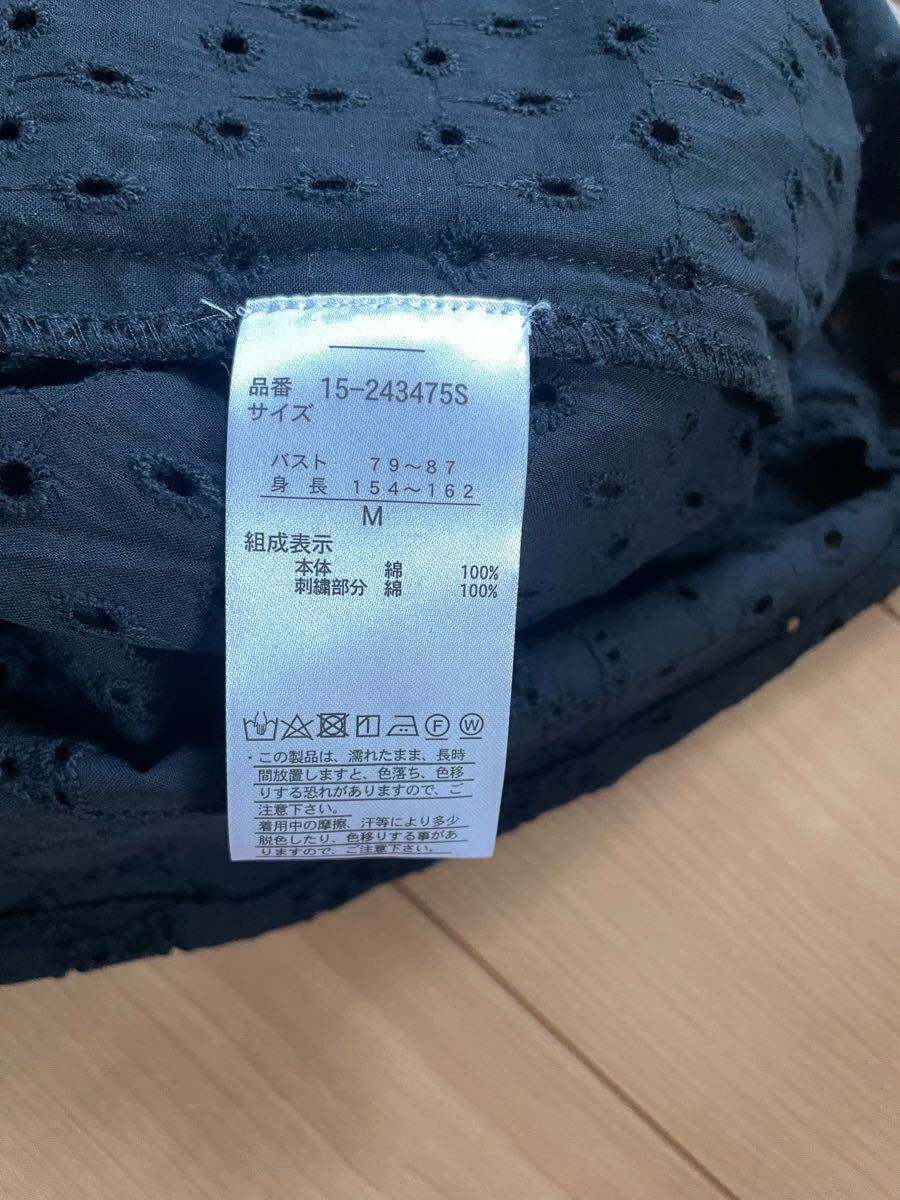 品番 15-243475S
サイズ
バスト 79～87
身長 154～162
M
組成表示
本体 綿 100%
刺繍部分 綿 100%
F W
・この製品は、濡れたまま、長時
間放置しますと、色落ち、色移
りする恐れがありますので、ご
注意下さい。
着用中の摩擦、汗等により多少
脱色したり、色移りする事があ
りますので、ご注意下さい。